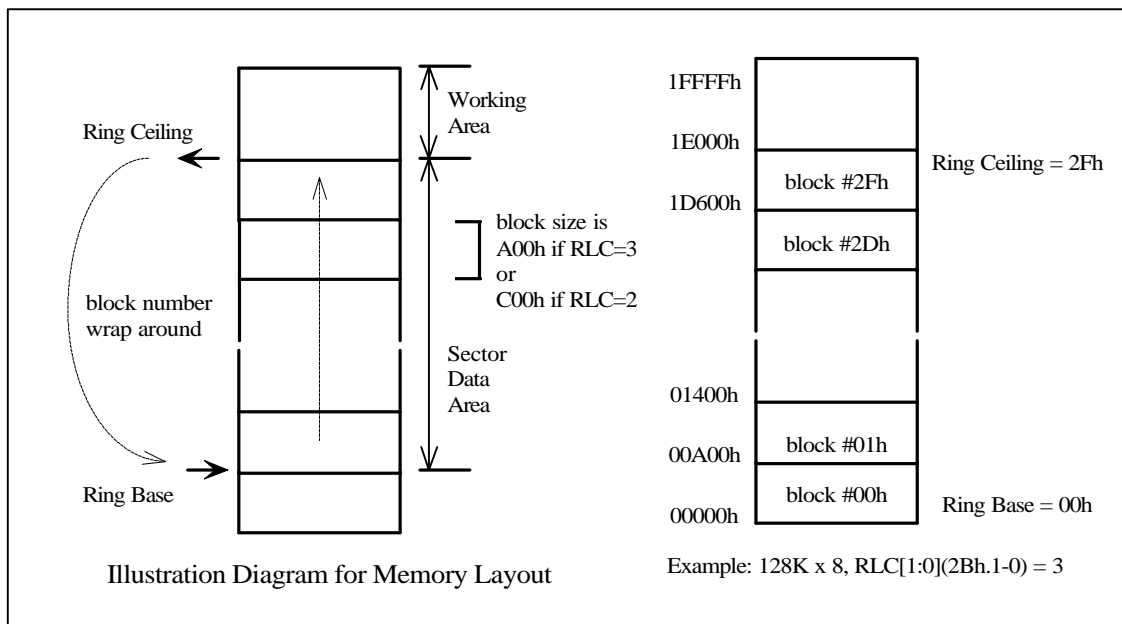 Ring Ceiling
Working
Area
block size is
A00h if RLC=3
or
C00h if RLC=2
block number
wrap around
Sector
Data
Area
Ring Base
Illustration Diagram for Memory Layout
1FFFFh
1E000h
block #2Fh
Ring Ceiling = 2Fh
1D600h
block #2Dh
01400h
block #01h
00A00h
block #00h
Ring Base = 00h
00000h
Example: 128K x 8, RLC[1:0](2Bh.1-0) = 3